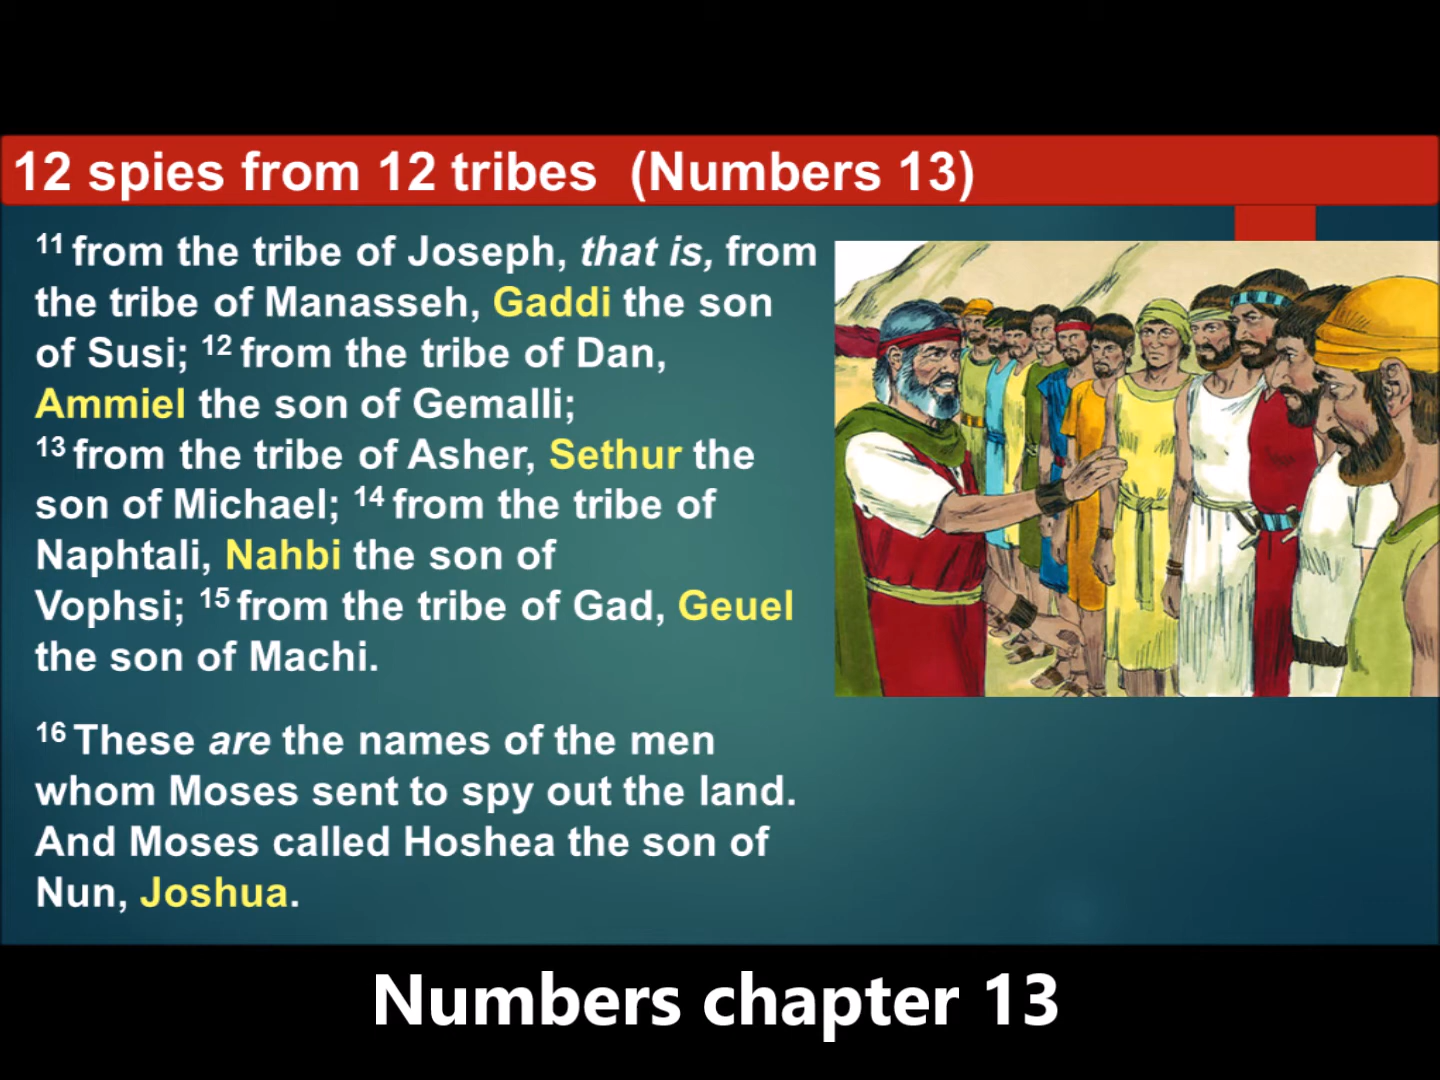 12 spies from 12 tribes (Numbers 13)
11 from the tribe of Joseph, that is, from
the tribe of Manasseh, Gaddi the son
of Susi; 12 from the tribe of Dan,
Ammiel the son of Gemalli;
13 from the tribe of Asher, Sethur the
son of Michael; 14 from the tribe of
Naphtali, Nahbi the son of
Vophsi; 15 from the tribe of Gad, Geuel
the son of Machi.
16 These are the names of the men
whom Moses sent to spy out the land.
And Moses called Hoshea the son of
Nun, Joshua.
Numbers chapter 13